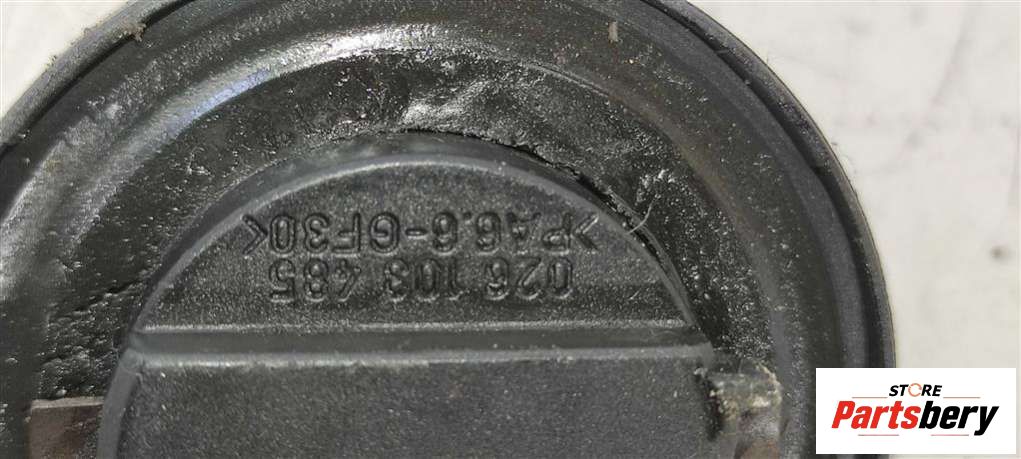 026 103 485
>PA6.6-GF30<
STORE
Partsbery